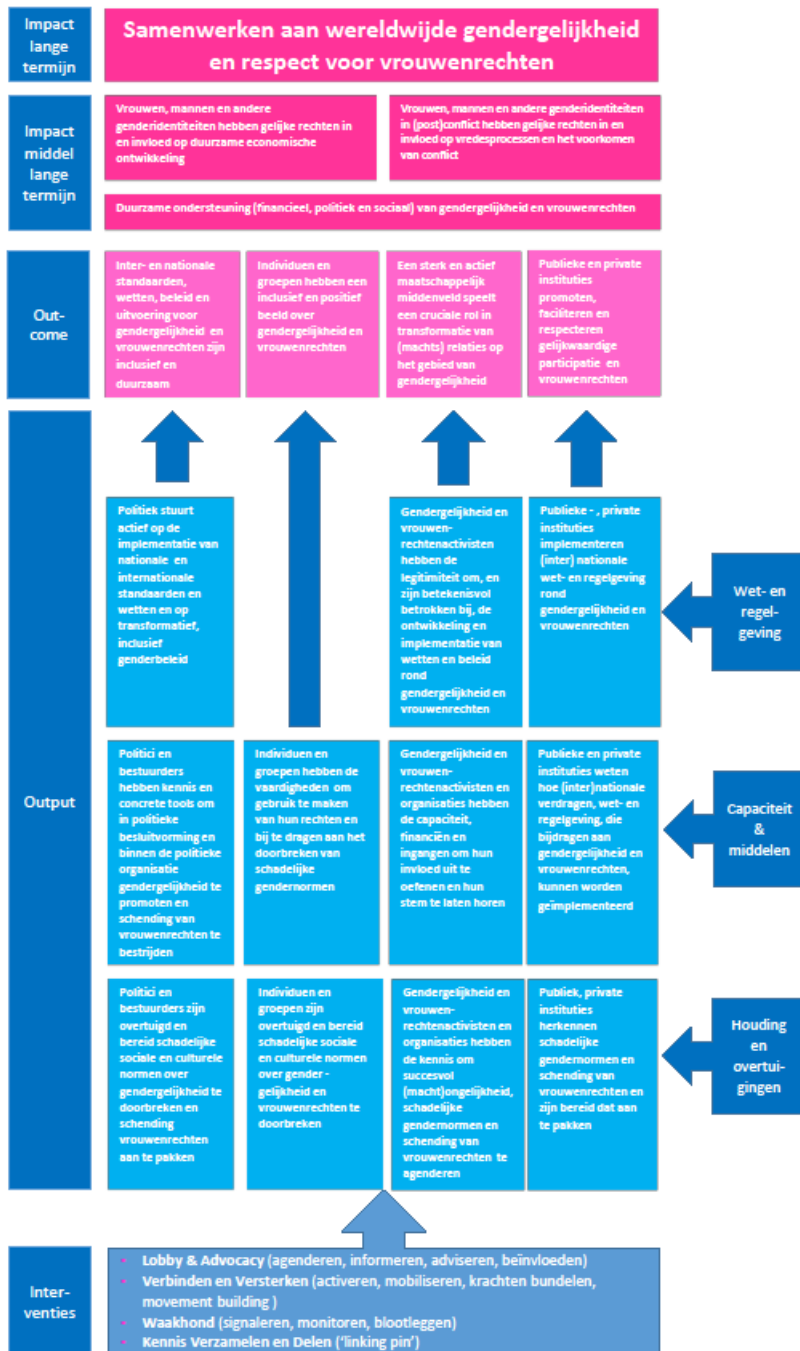 Impact
lange
termijn
Samenwerken aan wereldwijde gendergelijkheid
en respect voor vrouwenrechten
Impact
middel
lange
termijn
Vrouwen, mannen en andere
genderidentiteiten hebben gelijke rechten in
en invloed op duurzame economische
ontwikkeling
Vrouwen, mannen en andere genderidentiteiten
in (post)conflict hebben gelijke rechten in en
invloed op vredesprocessen en het voorkomen
van conflict
Duurzame ondersteuning (financieel, politiek en sociaal) van gendergelijkheid en vrouwenrechten
Out-
come
Inter- en nationale
standaarden,
wetten, beleid en
uitvoering voor
gendergelijkheid en
vrouwenrechten zijn
inclusief en
duurzaam
Individuen en
groepen hebben een
inclusief en positief
beeld over
gendergelijkheid en
vrouwenrechten
Een sterk en actief
maatschappelijk
middenveld speelt
een cruciale rol in
transformatie van
(machts) relaties op
het gebied van
gendergelijkheid
Publieke en private
instituties
promoten,
faciliteren en
respecteren
gelijkwaardige
participatie en
vrouwenrechten
Output
Politiek stuurt
actief op de
implementatie van
nationale en
internationale
standaarden en
wetten en op
transformatief,
inclusief
genderbeleid
Gendergelijkheid en
vrouwen-
rechtenactivisten
hebben de
legitimiteit om, en
zijn betekenisvol
betrokken bij, de
ontwikkeling en
implementatie van
wetten en beleid
rond
gendergelijkheid en
vrouwenrechten
Publieke - , private
instituties
implementeren
(inter) nationale
wet- en regelgeving
rond
gendergelijkheid en
vrouwenrechten
Wet- en
regel-
geving
Politici en
bestuurders
hebben kennis en
concrete tools om
in politieke
besluitvorming en
binnen de politieke
organisatie
gendergelijkheid te
promoten en
schending van
vrouwenrechten te
bestrijden
Individuen en
groepen hebben de
vaardigheden om
gebruik te maken
van hun rechten en
bij te dragen aan het
doorbreken van
schadelijke
gendernormen
Gendergelijkheid en
vrouwen-
rechtenactivisten en
organisaties hebben
de capaciteit,
financiën en
ingangen om hun
invloed uit te
oefenen en hun
stem te laten horen
Publieke en private
instituties weten
hoe (inter)nationale
verdragen, wet- en
regelgeving, die
bijdragen aan
gendergelijkheid en
vrouwenrechten,
kunnen worden
geïmplementeerd
Capaciteit
&
middelen
Politici en
bestuurders zijn
overtuigd en
bereid schadelijke
sociale en culturele
normen over
gendergelijkheid te
doorbreken en
schending
vrouwenrechten
aan te pakken
Individuen en
groepen zijn
overtuigd en bereid
schadelijke sociale
en culturele normen
over gender -
gelijkheid en
vrouwenrechten te
doorbreken
Gendergelijkheid en
vrouwen-
rechtenactivisten en
organisaties hebben
de kennis om
succesvol
(macht)ongelijkheid,
schadelijke
gendernormen en
schending van
vrouwenrechten te
agenderen
Publiek, private
instituties
herkennen
schadelijke
gendernormen en
schending van
vrouwenrechten en
zijn bereid dat aan
te pakken
Houding
en
overtui-
gingen
Inter-
venties
• Lobby & Advocacy (agenderen, informeren, adviseren, beïnvloeden)
• Verbinden en Versterken (activeren, mobiliseren, krachten bundelen,
movement building )
• Waakhond (signaleren, monitoren, blootleggen)
• Kennis Verzamelen en Delen ('linking pin')